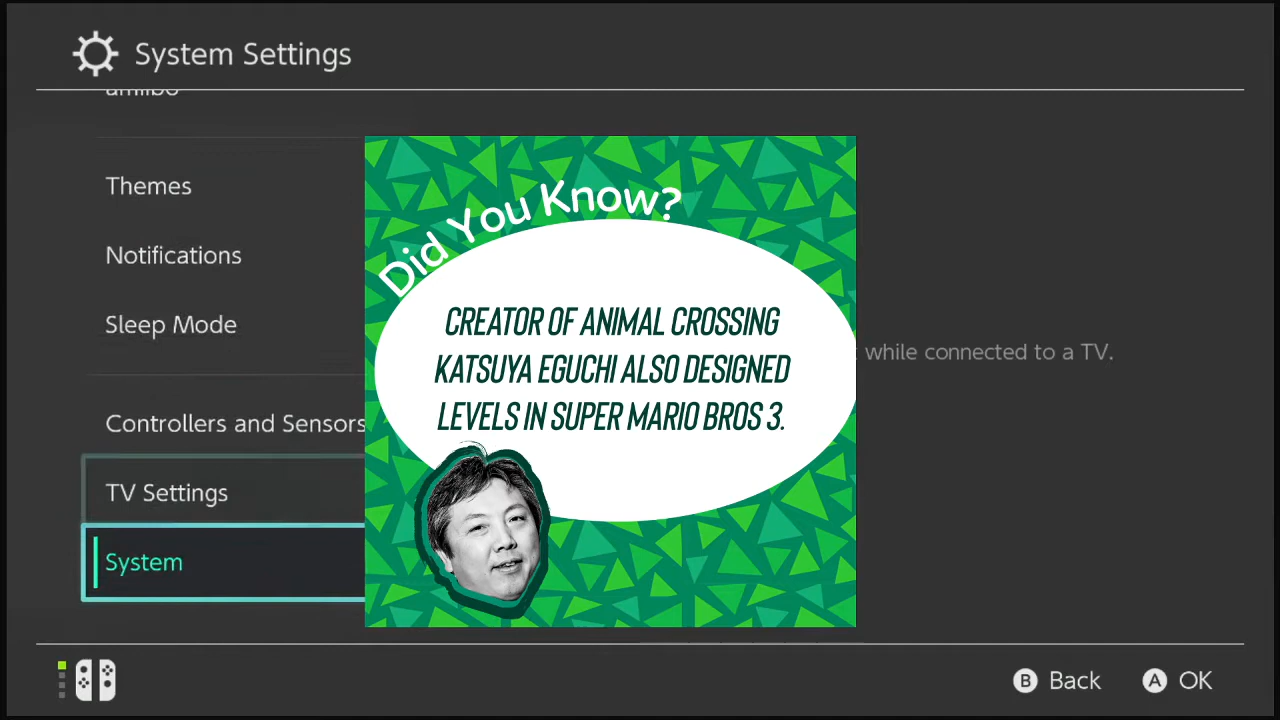 System Settings
amiibo
Themes
Notifications
Sleep Mode
Controllers and Sensors
TV Settings
System
Did You Know?
CREATOR OF ANIMAL CROSSING
KATSUYA EGUCHI ALSO DESIGNED
LEVELS IN SUPER MARIO BROS 3.
while connected to a TV.
B Back
A OK